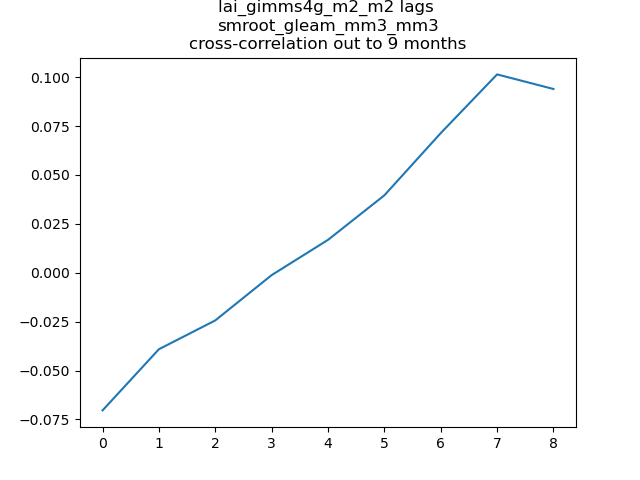 lai_gimms4g_m2_m2 lags
smroot_gleam_mm3_mm3
cross-correlation out to 9 months
0.100
0.075
0.050
0.025
0.000
−0.025
−0.050
−0.075
0 1 2 3 4 5 6 7 8